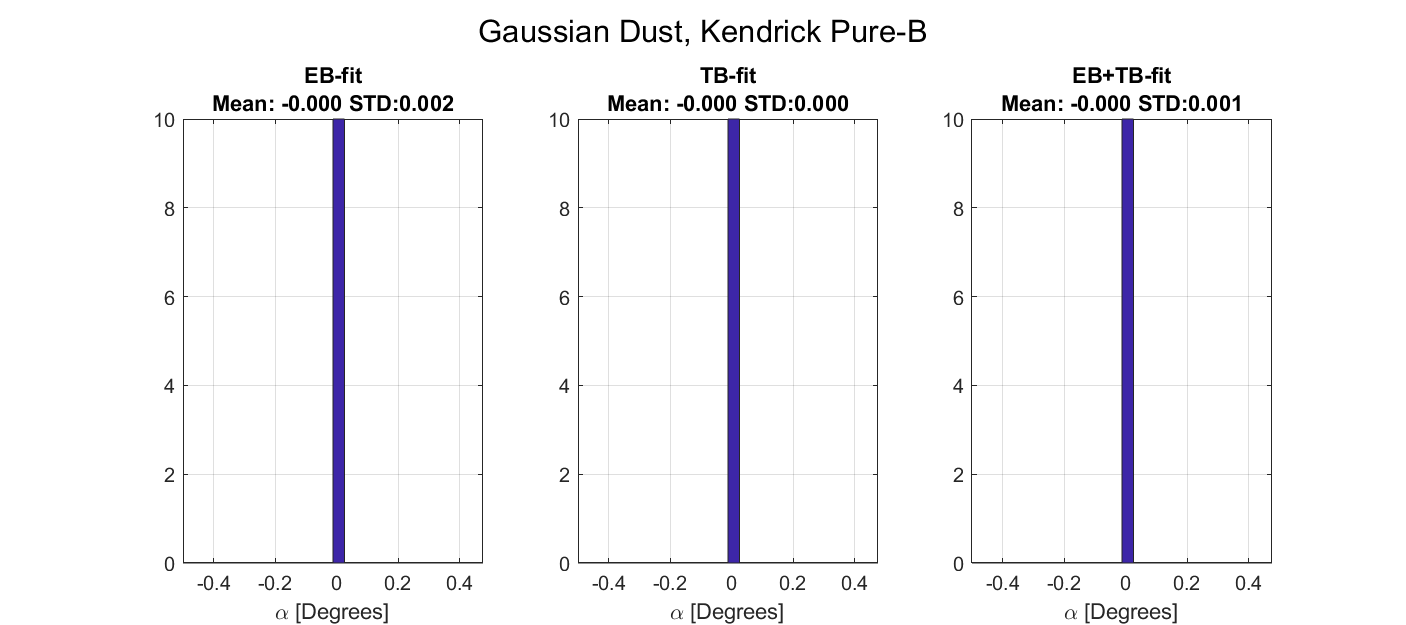 Gaussian Dust, Kendrick Pure-B
EB-fit
Mean: -0.000 STD:0.002
10
8
6
4
2
0
-0.4 -0.2 0 0.2 0.4
α [Degrees]
TB-fit
Mean: -0.000 STD:0.000
10
8
6
4
2
0
-0.4 -0.2 0 0.2 0.4
α [Degrees]
EB+TB-fit
Mean: -0.000 STD:0.001
10
8
6
4
2
0
-0.4 -0.2 0 0.2 0.4
α [Degrees]